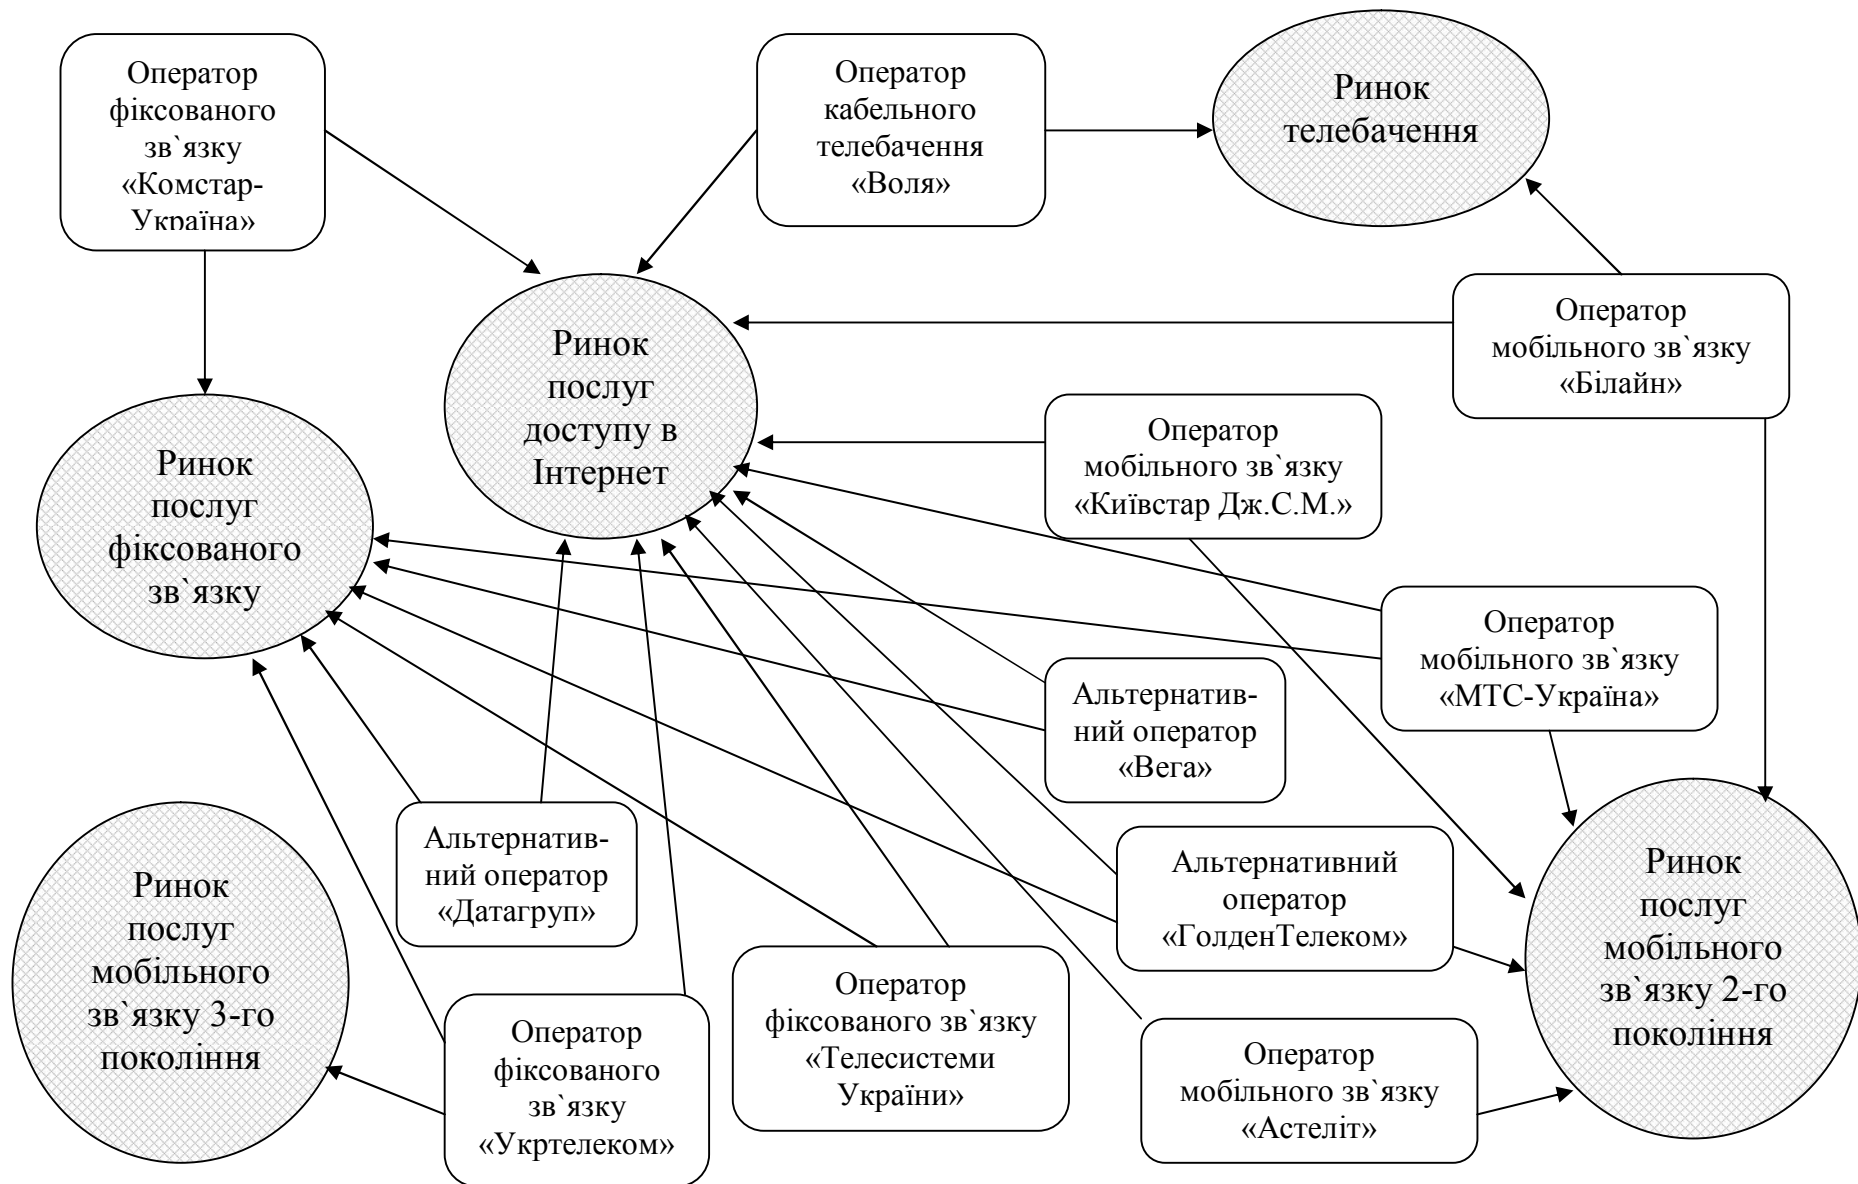 Оператор
фіксованого
зв`язку
«Комстар-
Україна»
Оператор
кабельного
телебачення
«Воля»
Ринок
телебачення
Оператор
мобільного зв`язку
«Білайн»
Ринок
послуг
доступу в
Інтернет
Оператор
мобільного зв`язку
«Київстар Дж.С.М.»
Ринок
послуг
фіксованого
зв`язку
Оператор
мобільного зв`язку
«МТС-Україна»
Альтернатив-
ний оператор
«Вега»
Альтернатив-
ний оператор
«Датагруп»
Альтернативний
оператор
«ГолденТелеком»
Ринок
послуг
мобільного
зв`язку 2-го
покоління
Ринок
послуг
мобільного
зв`язку 3-го
покоління
Оператор
фіксованого зв`язку
«Телесистеми
України»
Оператор
фіксованого
зв`язку
«Укртелеком»
Оператор
мобільного зв`язку
«Астеліт»